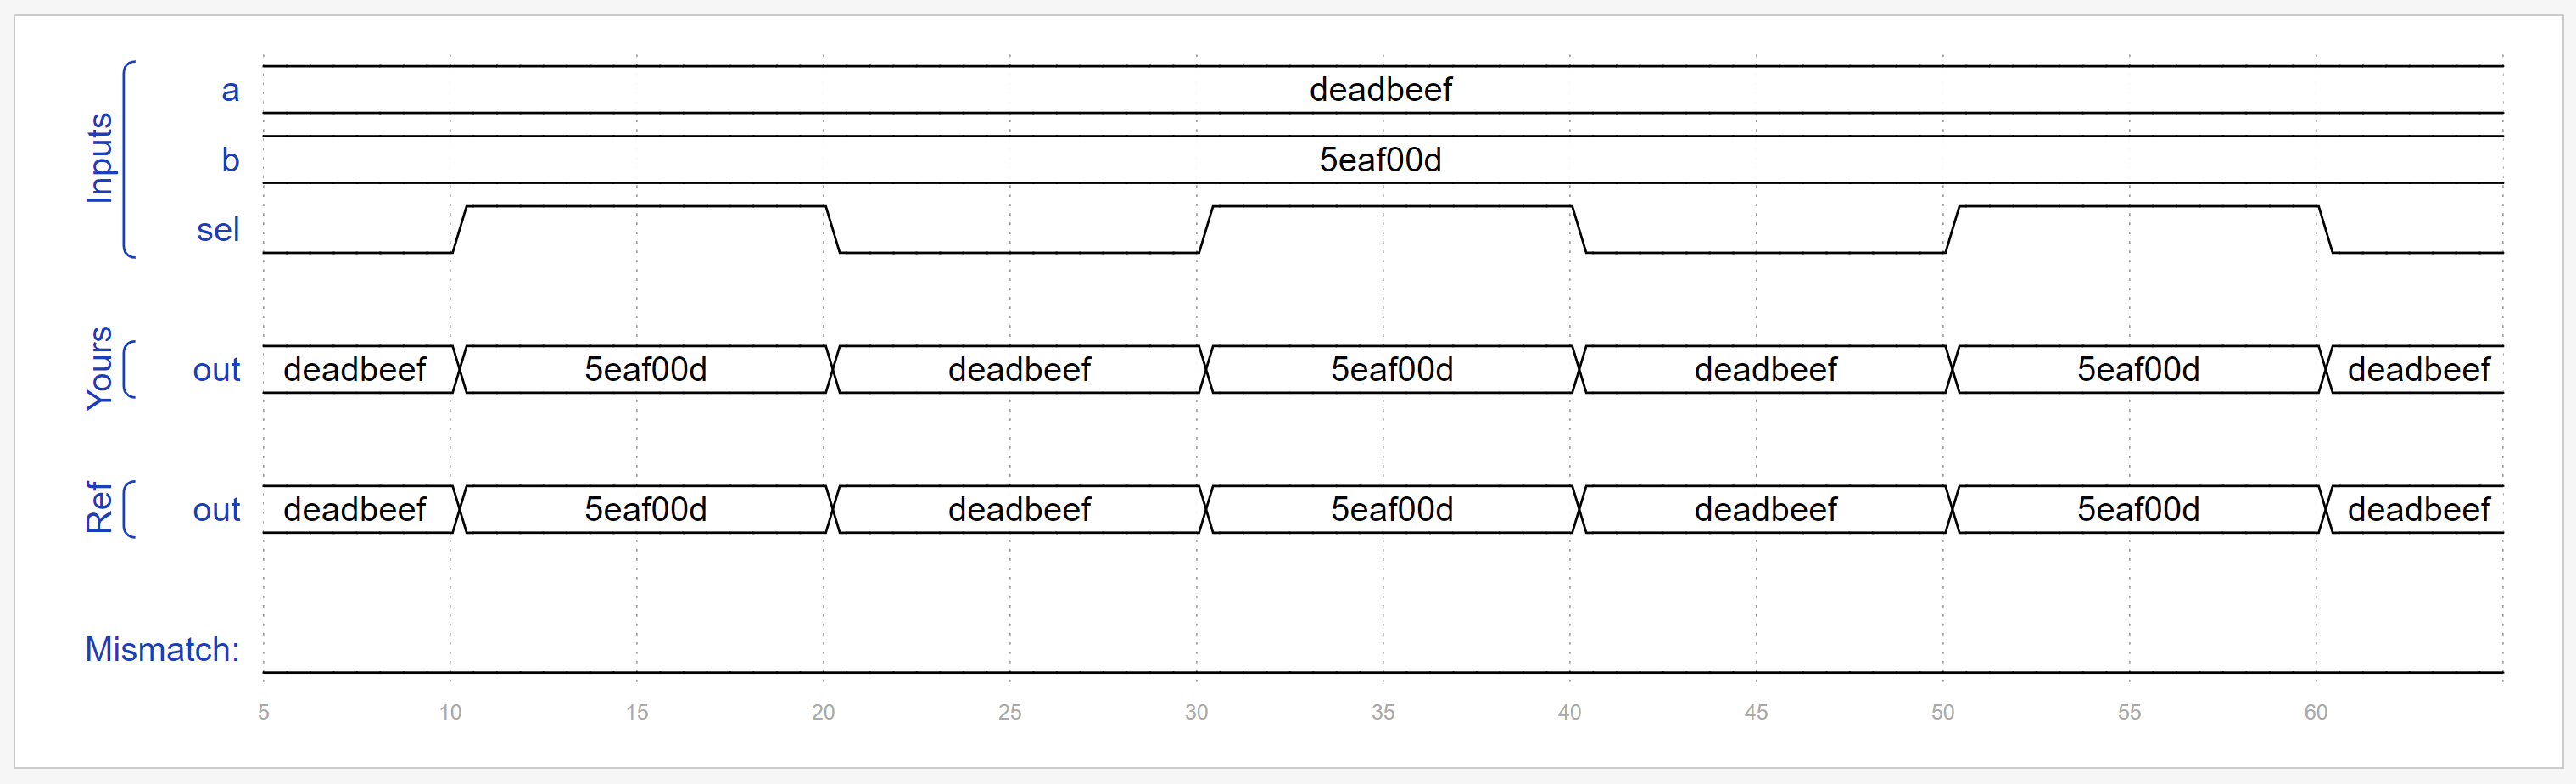 Inputs
a deadbeef
b 5eaf00d
sel
Yours
out deadbeef 5eaf00d deadbeef 5eaf00d deadbeef 5eaf00d deadbeef
Ref
out deadbeef 5eaf00d deadbeef 5eaf00d deadbeef 5eaf00d deadbeef
Mismatch:
5 10 15 20 25 30 35 40 45 50 55 60